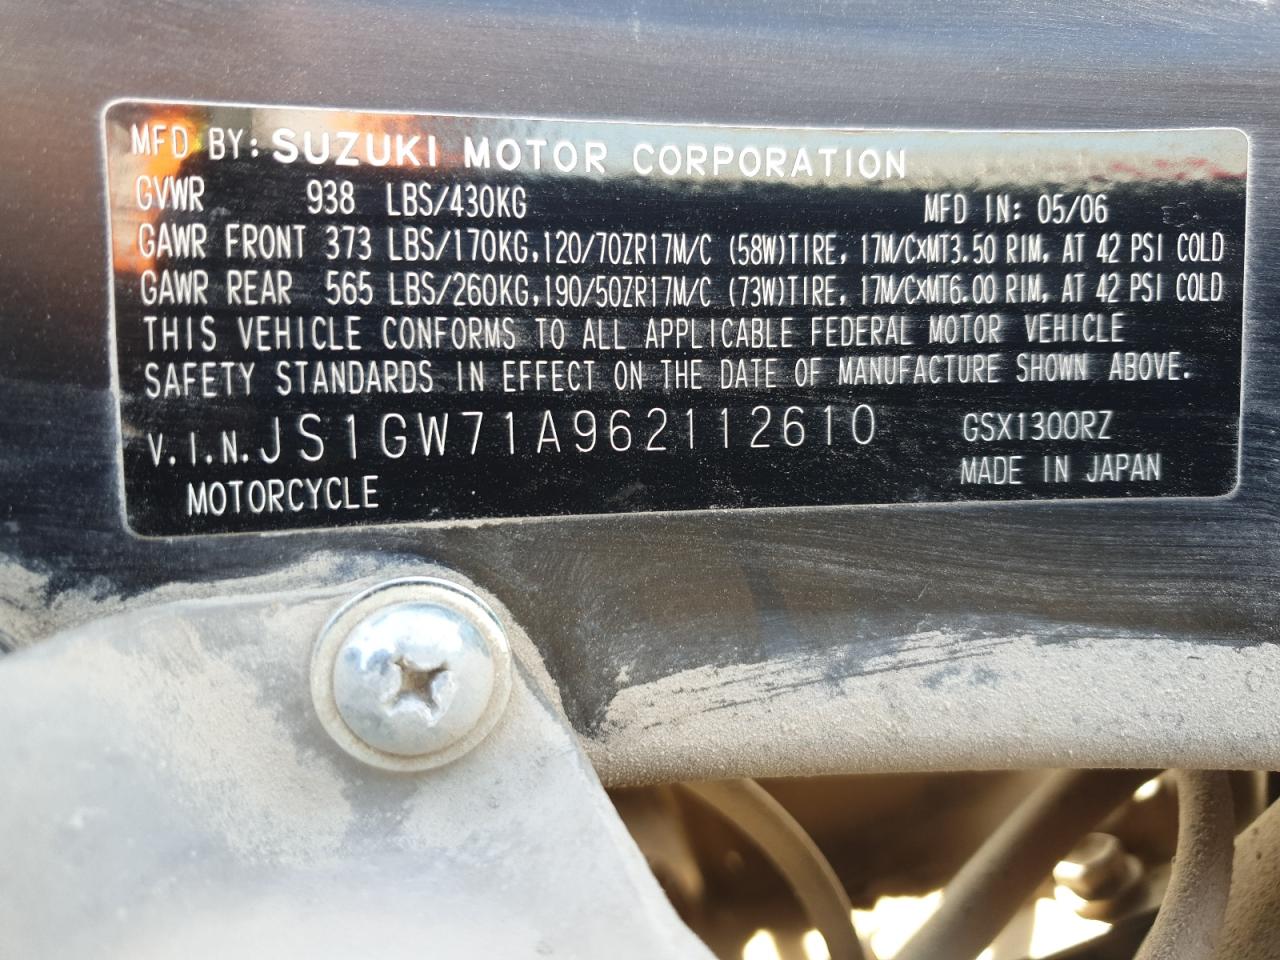 MFD BY: SUZUKI MOTOR CORPORATION
GVWR 938 LBS/430KG MFD IN: 05/06
GAWR FRONT 373 LBS/170KG,120/70ZR17M/C (58W)TIRE, 17M/CxMT3.50 RIM, AT 42 PSI COLD
GAWR REAR 565 LBS/260KG,190/50ZR17M/C (73W)TIRE, 17M/CxMT6.00 RIM, AT 42 PSI COLD
THIS VEHICLE CONFORMS TO ALL APPLICABLE FEDERAL MOTOR VEHICLE
SAFETY STANDARDS IN EFFECT ON THE DATE OF MANUFACTURE SHOWN ABOVE.
V.I.N. JS1GW71A962112610 GSX1300RZ
MOTORCYCLE MADE IN JAPAN